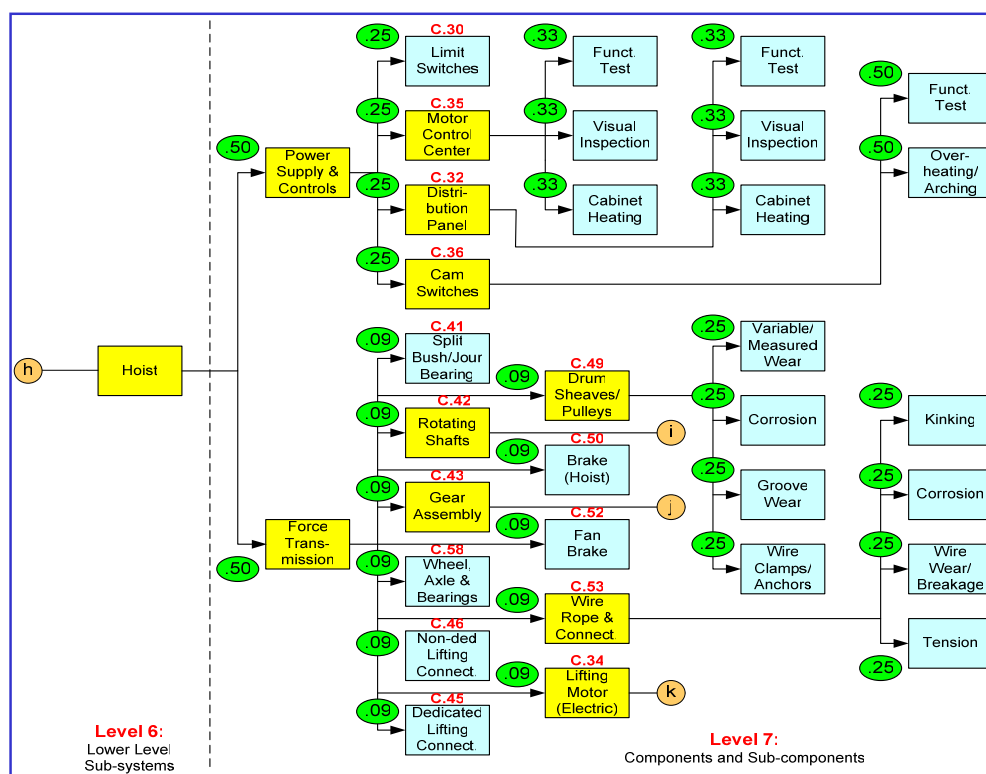 .25
C.30
Limit
Switches
.33
Funct.
Test
.33
Funct.
Test
.50
Funct.
Test
.25
C.35
Motor
Control
Center
.33
Visual
Inspection
.33
Visual
Inspection
.50
Over-
heating/
Arching
.50
Power
Supply &
Controls
.25
C.32
Distri-
bution
Panel
.33
Cabinet
Heating
.33
Cabinet
Heating
.25
C.36
Cam
Switches
h
Hoist
.09
C.41
Split
Bush/Jour
Bearing
.09
C.49
Drum
Sheaves/
Pulleys
.25
Variable/
Measured
Wear
.09
C.42
Rotating
Shafts
i
.25
Corrosion
.25
Kinking
.09
C.50
Brake
(Hoist)
.09
C.43
Gear
Assembly
j
.25
Groove
Wear
.25
Corrosion
.50
Force
Trans-
mission
.09
C.52
Fan
Brake
.25
Wire
Clamps/
Anchors
.25
Wire
Wear/
Breakage
.09
C.58
Wheel,
Axle &
Bearings
.09
C.53
Wire
Rope &
Connect.
.25
Tension
.09
C.46
Non-ded
Lifting
Connect.
.09
C.34
Lifting
Motor
(Electric)
k
.09
C.45
Dedicated
Lifting
Connect.
Level 6:
Lower Level
Sub-systems
Level 7:
Components and Sub-components